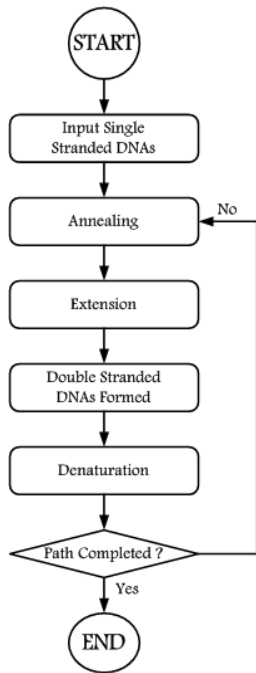 START
Input Single
Stranded DNAs
No
Annealing
Extension
Double Stranded
DNAs Formed
Denaturation
Path Completed ?
Yes
END